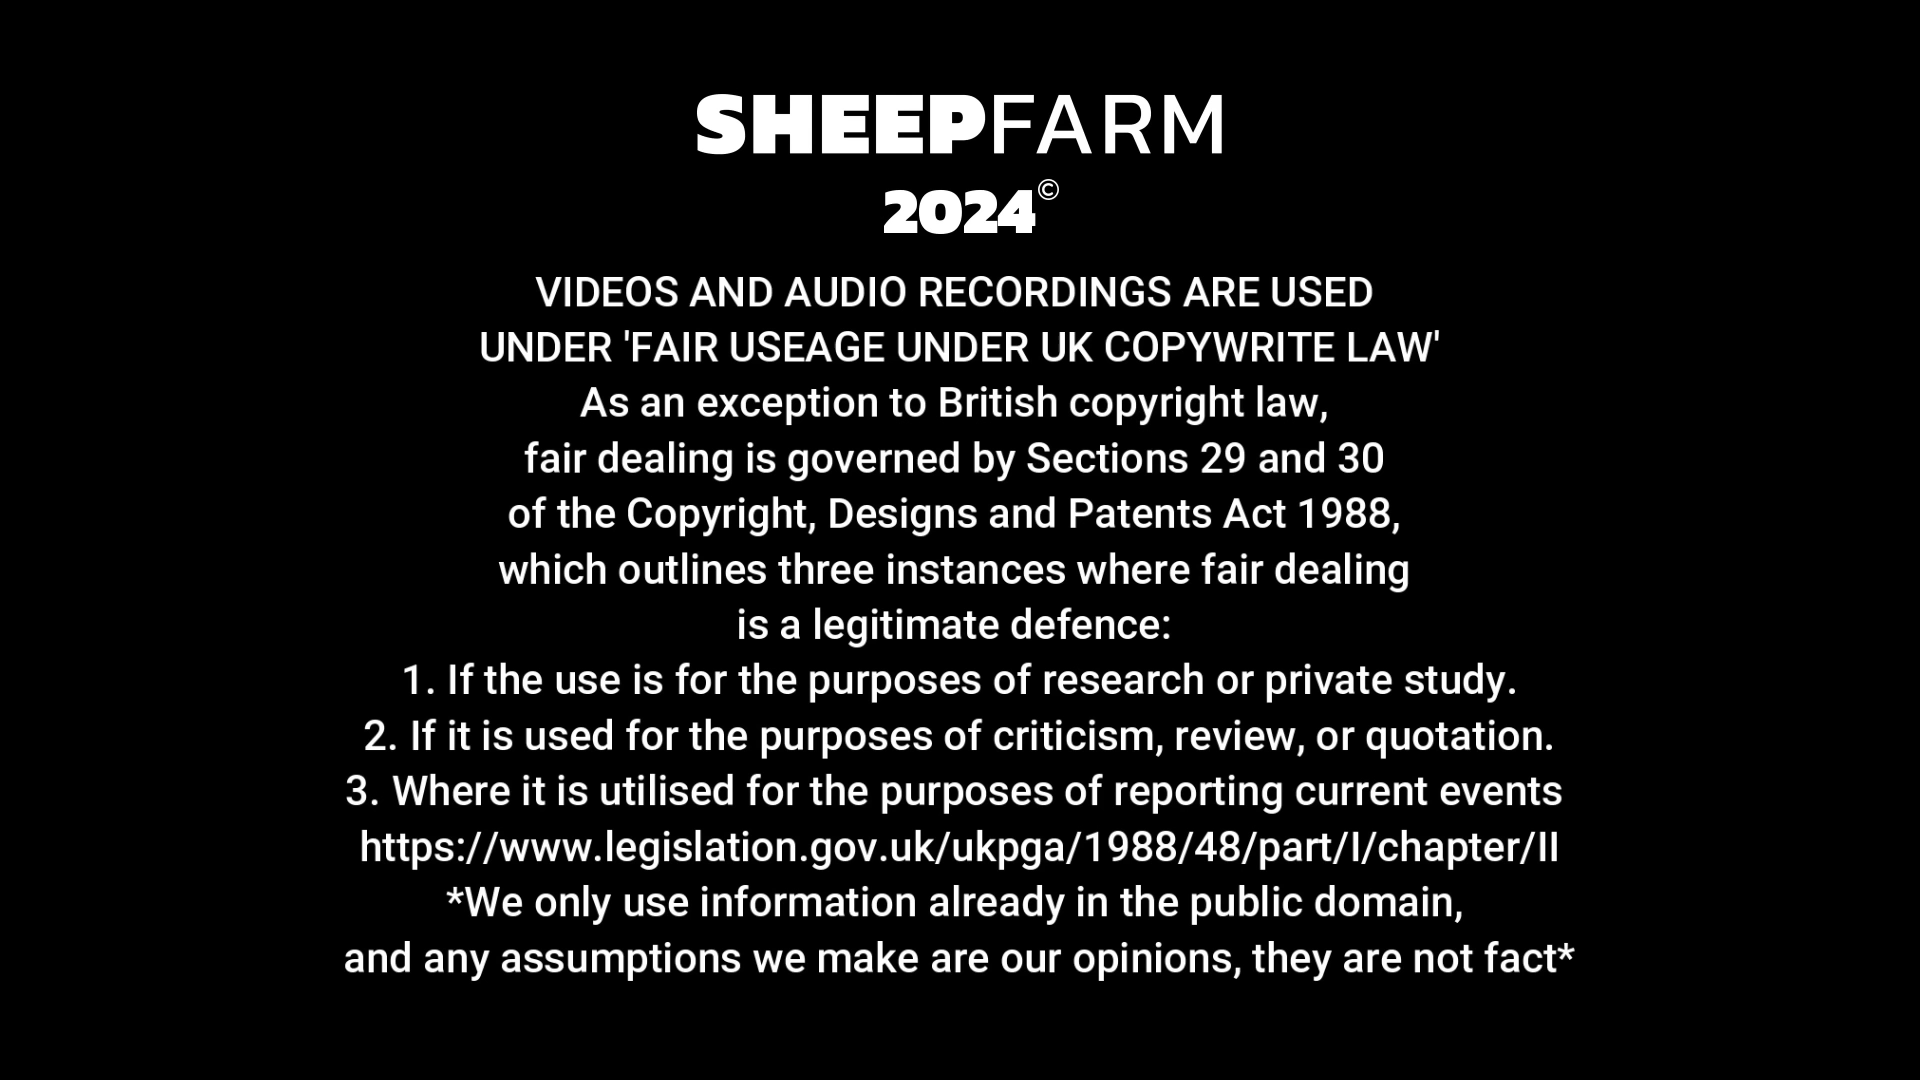 SHEEPFARM
2024©
VIDEOS AND AUDIO RECORDINGS ARE USED
UNDER 'FAIR USEAGE UNDER UK COPYWRITE LAW'
As an exception to British copyright law,
fair dealing is governed by Sections 29 and 30
of the Copyright, Designs and Patents Act 1988,
which outlines three instances where fair dealing
is a legitimate defence:
1. If the use is for the purposes of research or private study.
2. If it is used for the purposes of criticism, review, or quotation.
3. Where it is utilised for the purposes of reporting current events
https://www.legislation.gov.uk/ukpga/1988/48/part/I/chapter/II
*We only use information already in the public domain,
and any assumptions we make are our opinions, they are not fact*